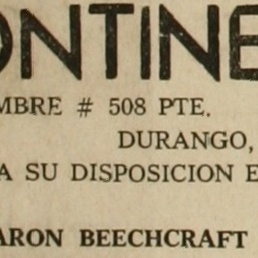 ONTINE
MBRE # 508 PTE.
DURANGO,
A SU DISPOSICION E
ARON BEECHCRAFT